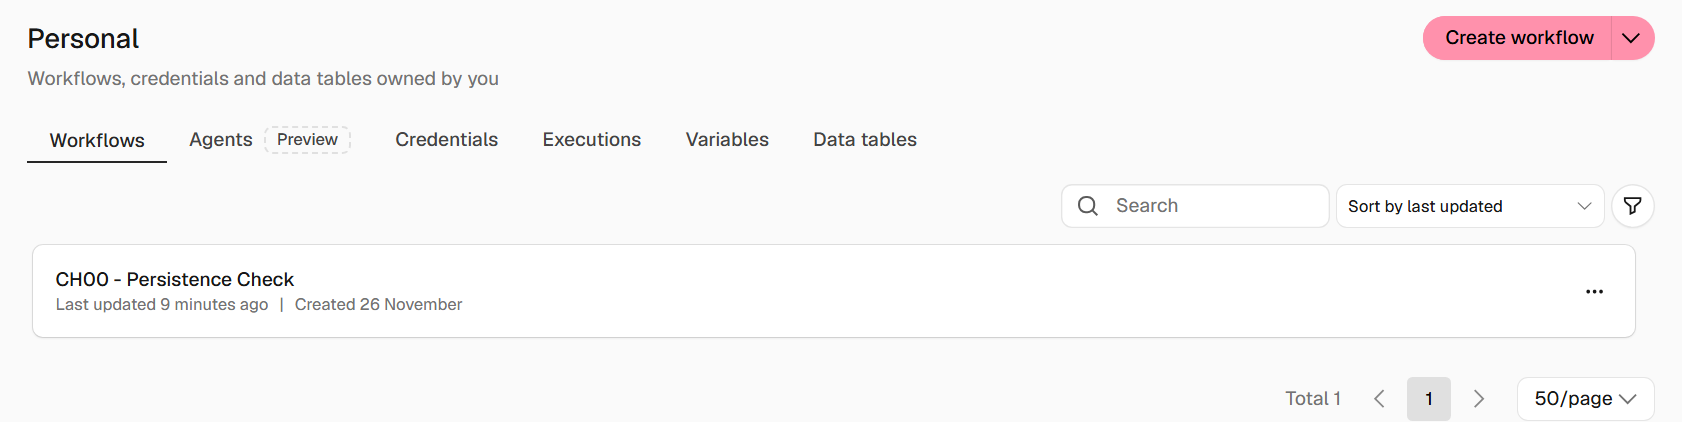 Personal
Create workflow
Workflows, credentials and data tables owned by you
Workflows Agents Preview Credentials Executions Variables Data tables
Search Sort by last updated
CH00 - Persistence Check
Last updated 9 minutes ago | Created 26 November
Total 1 1 50/page